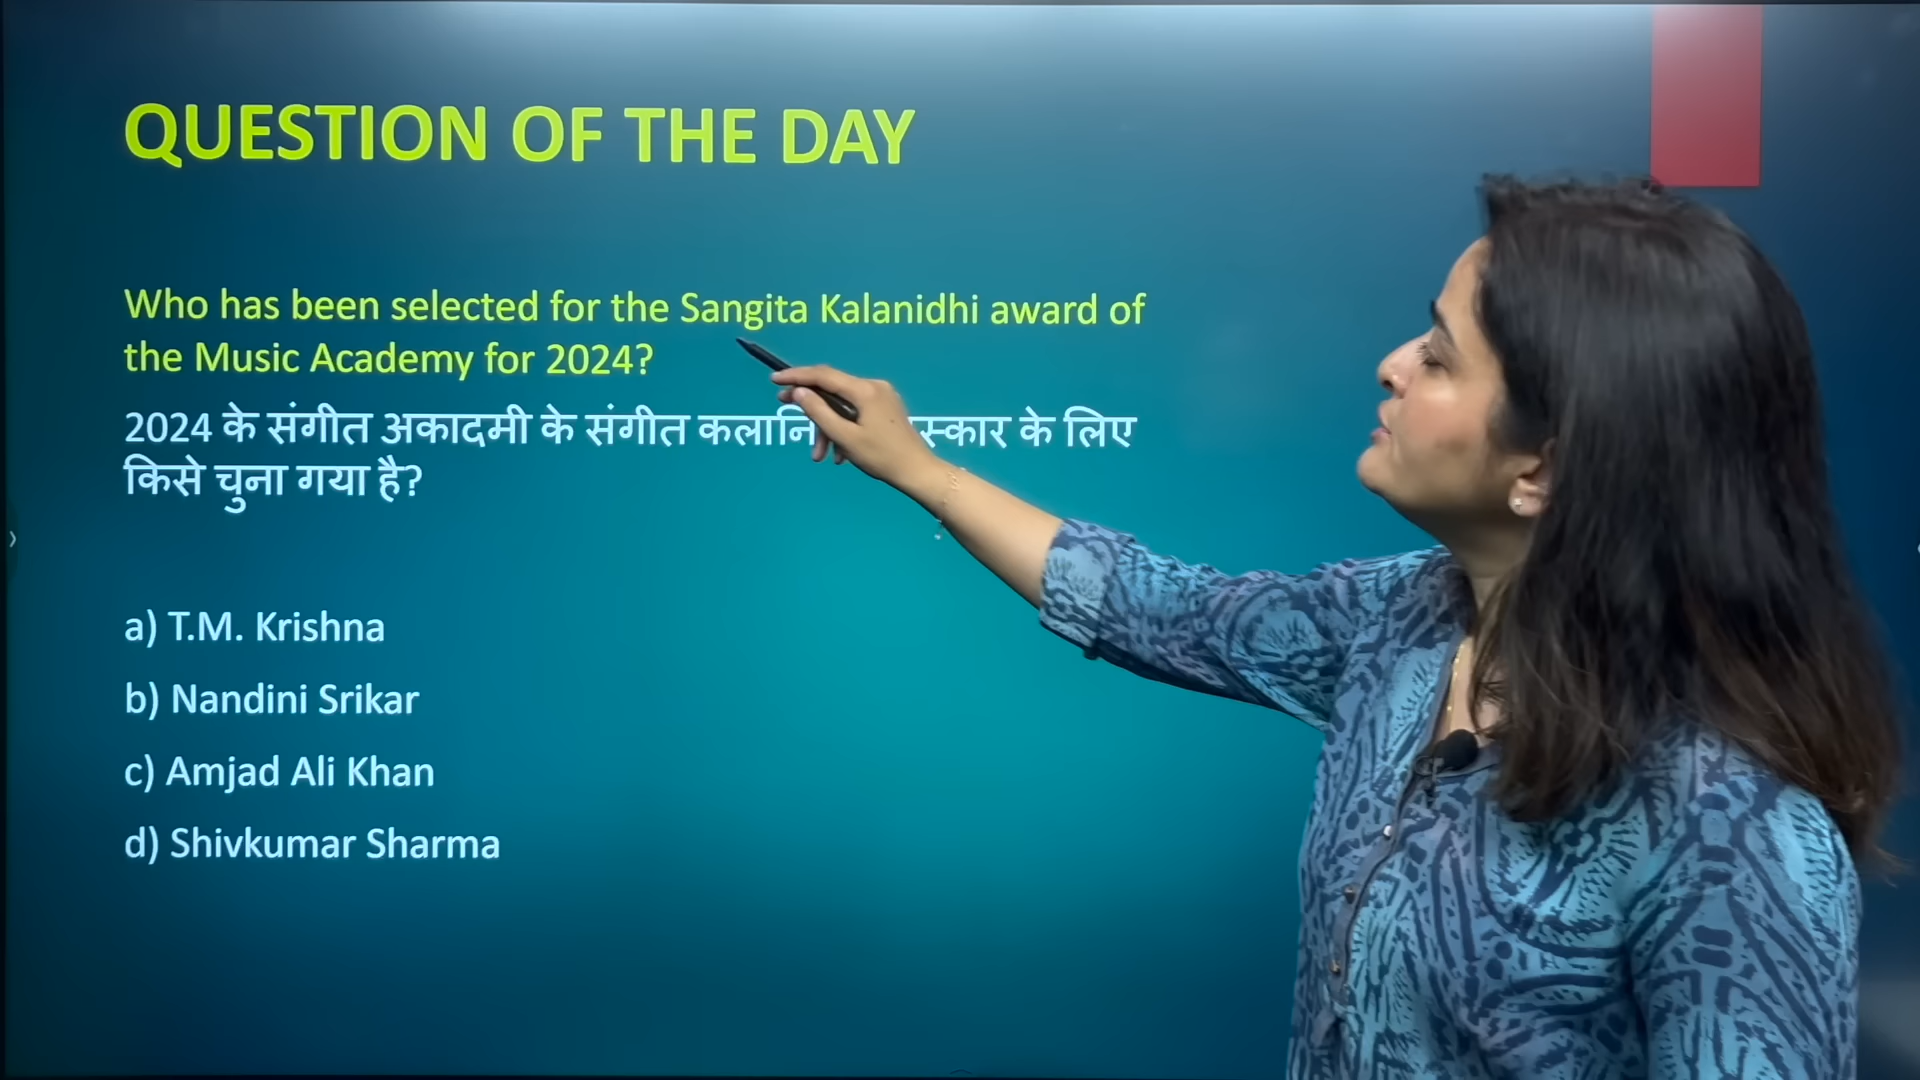 QUESTION OF THE DAY
Who has been selected for the Sangita Kalanidhi award of
the Music Academy for 2024?
2024 के संगीत अकादमी के संगीत के लिए
किसे चुना गया है?
a) T.M. Krishna
b) Nandini Srikar
c) Amjad Ali Khan
d) Shivkumar Sharma